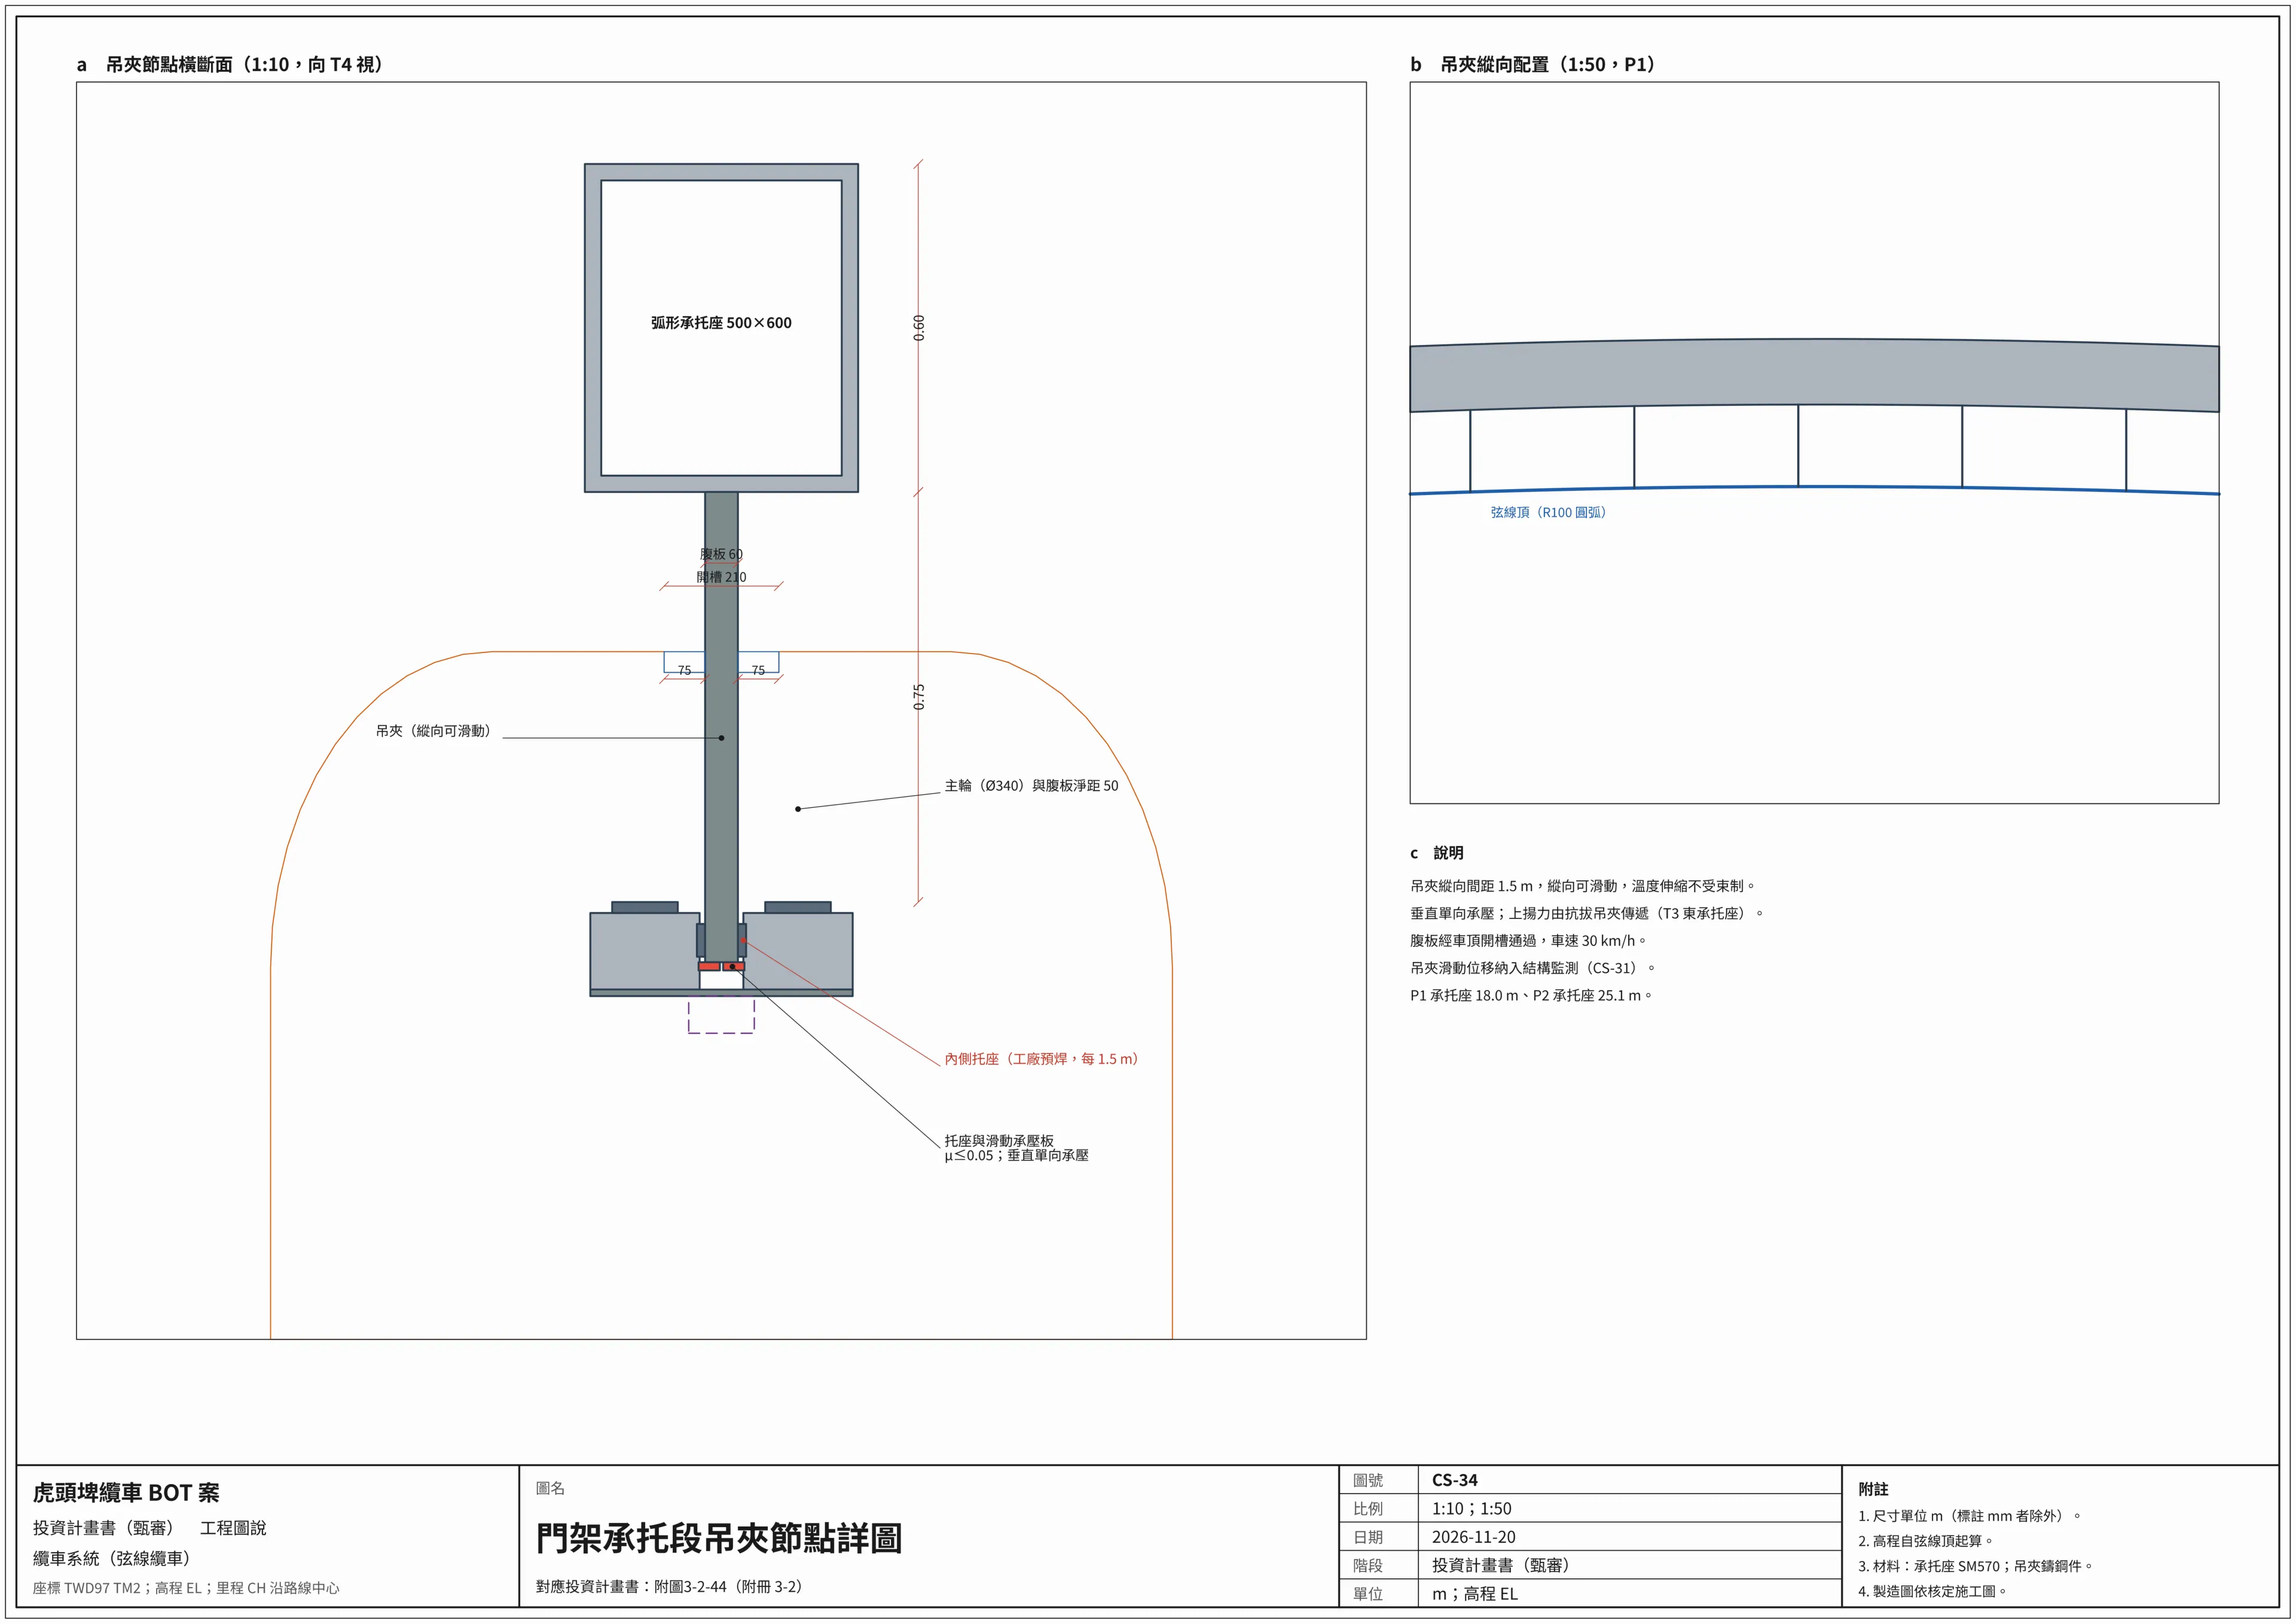 a 吊夾節點橫斷面（1:10，向 T4 視）
弧形承托座 500×600
0.60
腹板 60
開槽 210
75
75
0.75
吊夾（縱向可滑動）
主輪（Ø340）與腹板淨距 50
內側托座（工廠預焊，每 1.5 m）
托座與滑動承壓板
μ≤0.05；垂直單向承壓
b 吊夾縱向配置（1:50，P1）
弦線頂（R100 圓弧）
c 說明
吊夾縱向間距 1.5 m，縱向可滑動，溫度伸縮不受束制。
垂直單向承壓；上揚力由抗拔吊夾傳遞（T3 東承托座）。
腹板經車頂開槽通過，車速 30 km/h。
吊夾滑動位移納入結構監測（CS-31）。
P1 承托座 18.0 m、P2 承托座 25.1 m。
虎頭埤纜車 BOT 案
投資計畫書（甄審） 工程圖說
纜車系統（弦線纜車）
座標 TWD97 TM2；高程 EL；里程 CH 沿路線中心
圖名
門架承托段吊夾節點詳圖
對應投資計畫書：附圖3-2-44（附冊 3-2）
圖號 CS-34
比例 1:10；1:50
日期 2026-11-20
階段 投資計畫書（甄審）
單位 m；高程 EL
附註
1. 尺寸單位 m（標註 mm 者除外）。
2. 高程自弦線頂起算。
3. 材料：承托座 SM570；吊夾鑄鋼件。
4. 製造圖依核定施工圖。